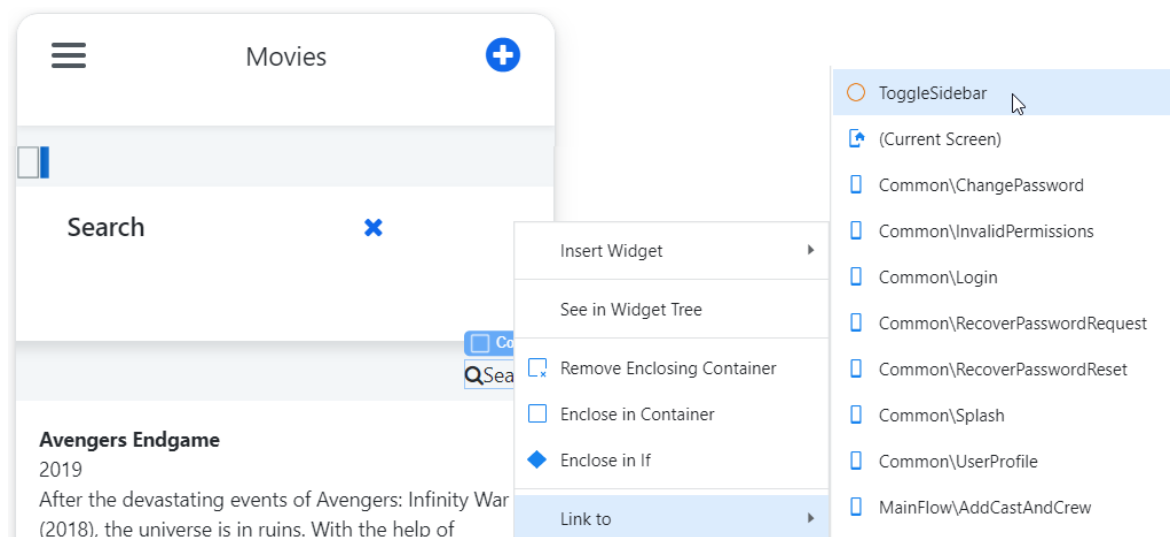 Movies
Search
Sea
Avengers Endgame
2019
After the devastating events of Avengers: Infinity War
(2018), the universe is in ruins. With the help of
Insert Widget
See in Widget Tree
Remove Enclosing Container
Enclose in Container
Enclose in If
Link to
ToggleSidebar
(Current Screen)
Common\ChangePassword
Common\InvalidPermissions
Common\Login
Common\RecoverPasswordRequest
Common\RecoverPasswordReset
Common\Splash
Common\UserProfile
MainFlow\AddCastAndCrew